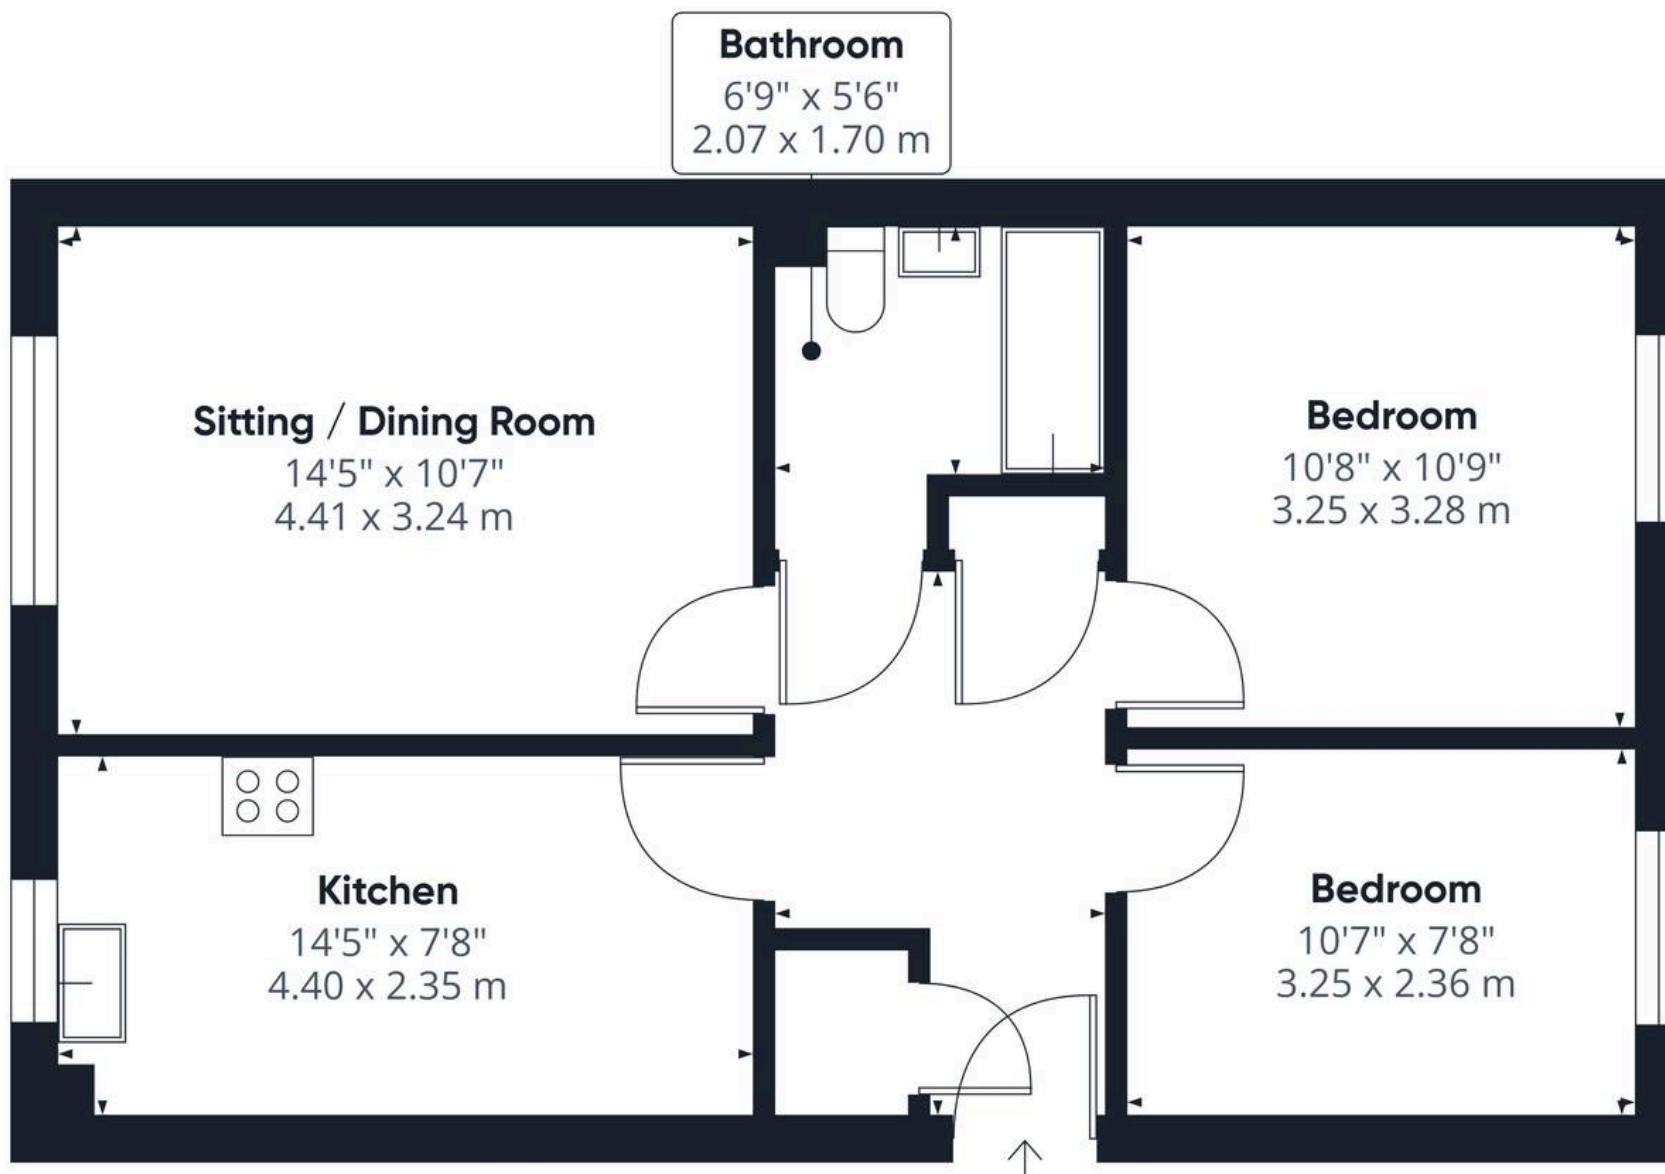 Bathroom
6'9" x 5'6"
2.07 x 1.70 m
Sitting / Dining Room
14'5" x 10'7"
4.41 x 3.24 m
Bedroom
10'8" x 10'9"
3.25 x 3.28 m
Kitchen
14'5" x 7'8"
4.40 x 2.35 m
Bedroom
10'7" x 7'8"
3.25 x 2.36 m